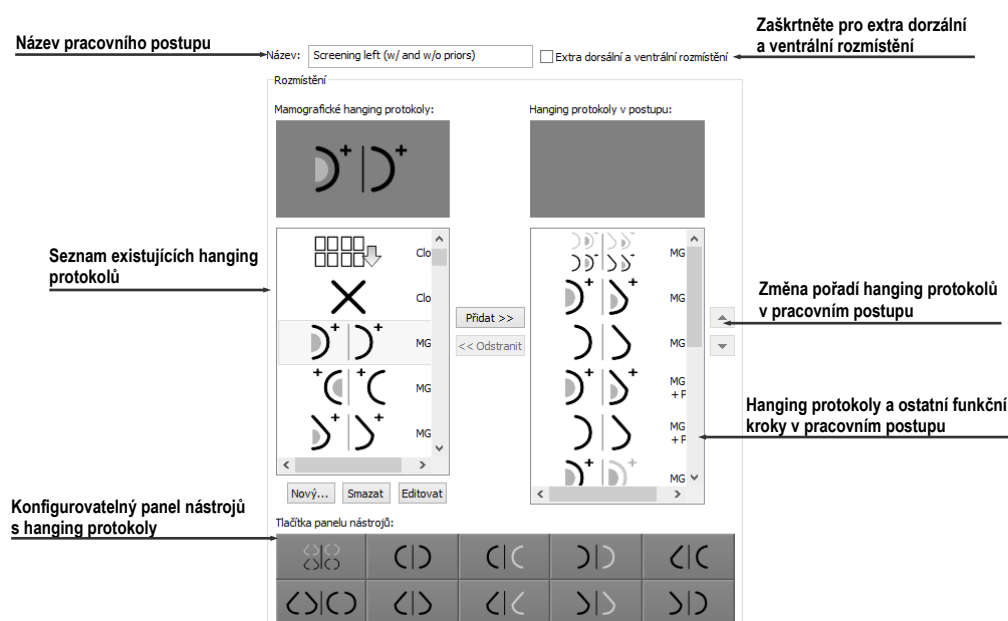 Zaškrtněte pro extra dorzální
a ventrální rozmístění
Název pracovního postupu
Název: Screening left (w/ and w/o priors) Extra dorsální a ventrální rozmístění
Rozmístění
Mamografické hanging protokoly: Hanging protokoly v postupu:
Seznam existujících hanging
protokolů
Clo
Clo
MG
MG
MG
Přidat >>
<< Odstranit
MG
MG
MG
MG
+ P
MG
+ P
MG
Změna pořadí hanging protokolů
v pracovním postupu
Hanging protokoly a ostatní funkční
kroky v pracovním postupu
Nový... Smazat Editovat
Konfigurovatelný panel nástrojů
s hanging protokoly
Tlačítka panelu nástrojů: